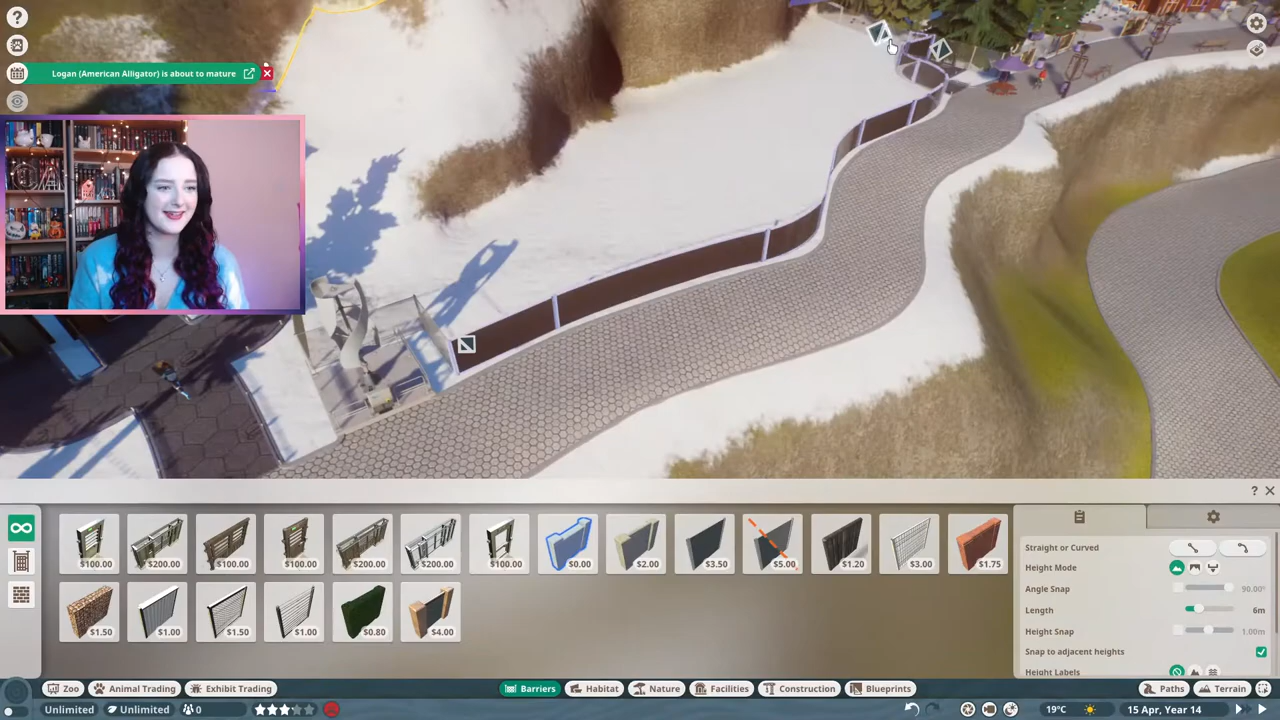 ?
Logan (American Alligator) is about to mature
? ×
$100.00 $200.00 $100.00 $100.00 $200.00 $200.00 $100.00 $0.00 $2.00 $3.50 $5.00 $1.20 $3.00 $1.75
$1.50 $1.00 $1.50 $1.00 $0.80 $4.00
Straight or Curved
Height Mode
Angle Snap 90.00°
Length 6m
Height Snap 1.00m
Snap to adjacent heights
Height Labels
Zoo Animal Trading Exhibit Trading Barriers Habitat Nature Facilities Construction Blueprints Paths Terrain
Unlimited Unlimited 0 19°C 15 Apr, Year 14